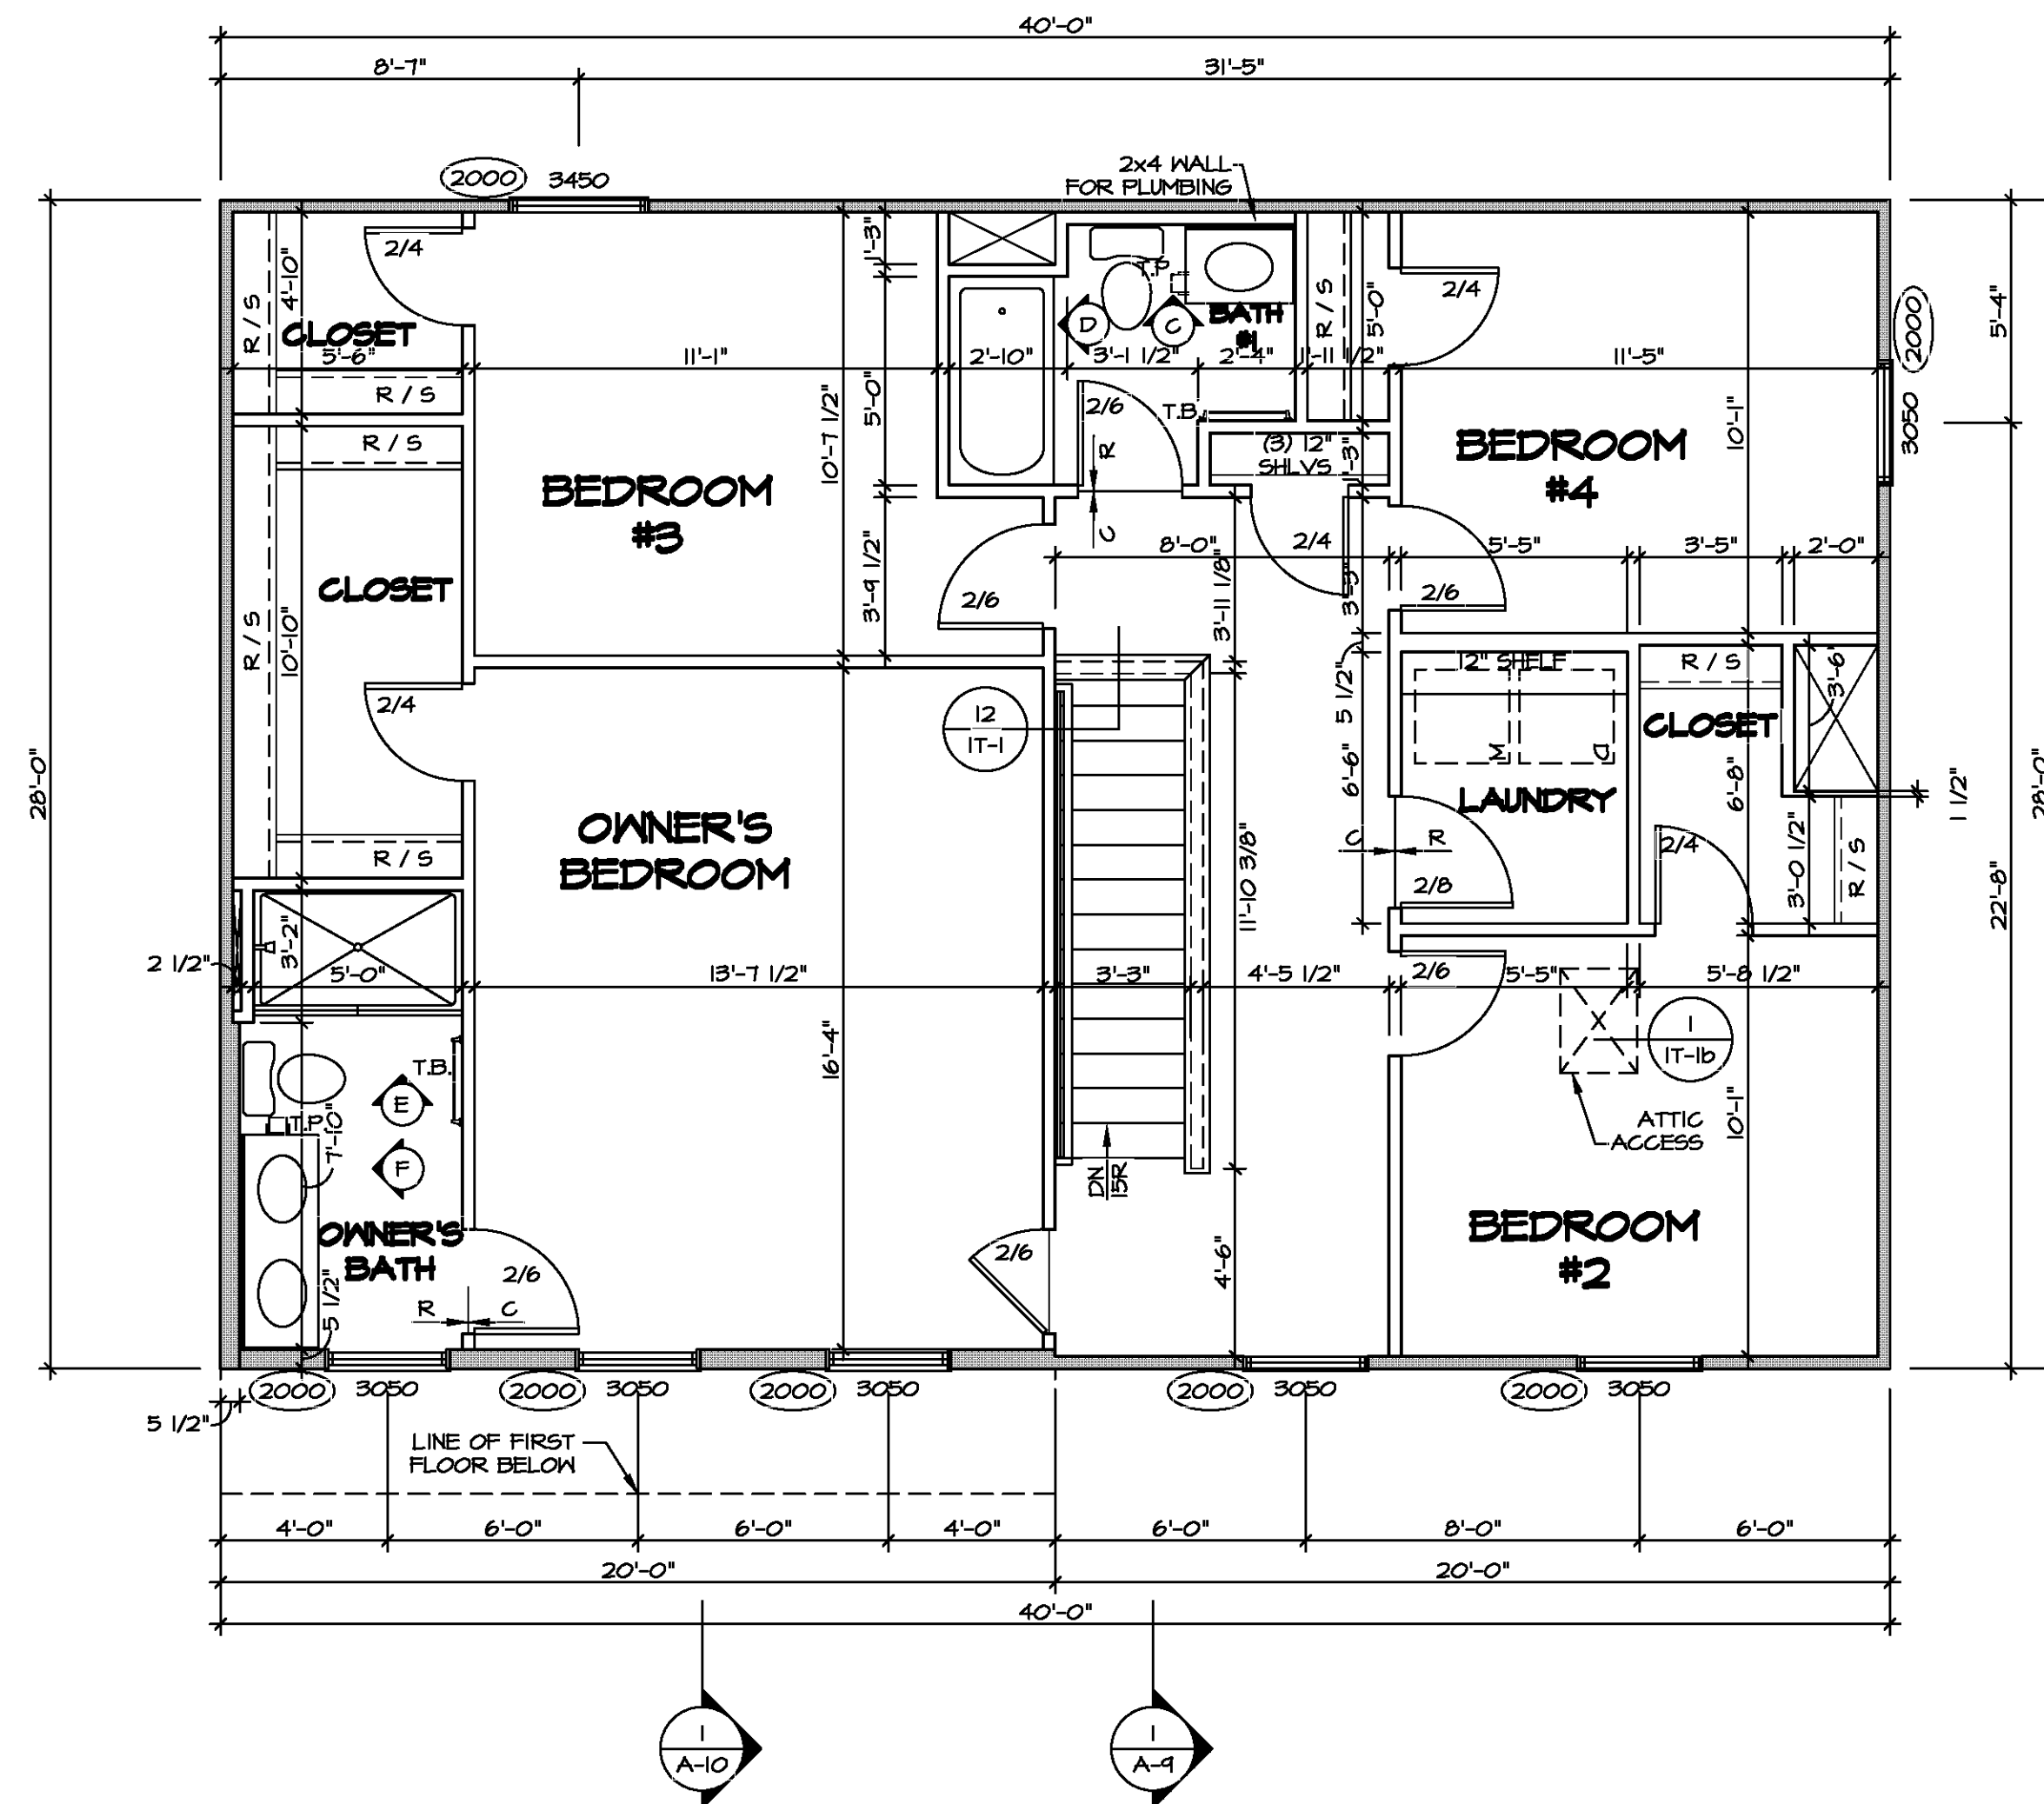 40'-0"
8'-7"
31'-5"
2x4 WALL
FOR PLUMBING
2000
3450
2/4
4'-10"
R / S
CLOSET
5'-6"
R / S
11'-1"
1'-3"
10'-7 1/2"
5'-0"
2'-10"
T.P.
D
C
BATH
#1
3'-1 1/2"
2'-4"
1'-11 1/2"
R / S
5'-0"
2/4
11'-5"
10'-1"
2000
3050
5'-4"
R / S
BEDROOM
#3
2/6
R
C
T.B.
(3) 12"
SHLVS
1'-3"
BEDROOM
#4
CLOSET
R / S
10'-10"
3'-9 1/2"
2/6
8'-0"
3'-11 1/8"
2/4
3'-3"
5'-5"
2/6
3'-5"
2'-0"
28'-0"
2/4
12
1T-1
5 1/2"
12" SHELF
W
D
LAUNDRY
6'-6"
R / S
CLOSET
3'-6"
6'-8"
1 1/2"
28'-0"
OWNER'S
BEDROOM
R / S
11'-10 3/8"
C
R
2/8
2/4
3'-0 1/2"
R / S
22'-8"
2 1/2"
3'-2"
5'-0"
13'-7 1/2"
3'-3"
4'-5 1/2"
2/6
5'-5"
5'-8 1/2"
16'-4"
1
1T-1b
T.B.
E
T.P.
7'-10"
F
ATTIC
ACCESS
10'-1"
DN
15R
OWNER'S
BATH
5 1/2"
R
C
2/6
2/6
4'-6"
BEDROOM
#2
2000
3050
2000
3050
2000
3050
2000
3050
2000
3050
5 1/2"
LINE OF FIRST
FLOOR BELOW
4'-0"
6'-0"
6'-0"
4'-0"
6'-0"
8'-0"
6'-0"
20'-0"
20'-0"
40'-0"
1
A-10
1
A-9